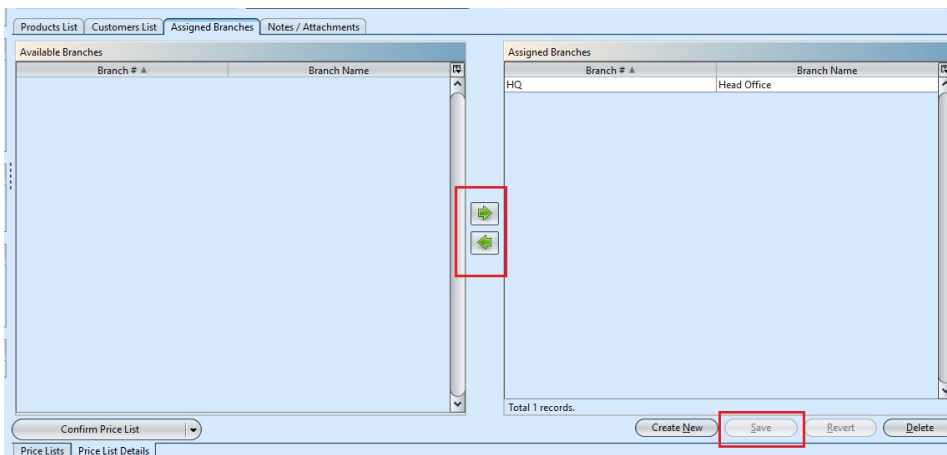 Products List Customers List Assigned Branches Notes / Attachments
Available Branches
Branch # Branch Name
Assigned Branches
Branch # Branch Name
HQ Head Office
Total 1 records.
Confirm Price List
Create New Save Revert Delete
Price Lists Price List Details